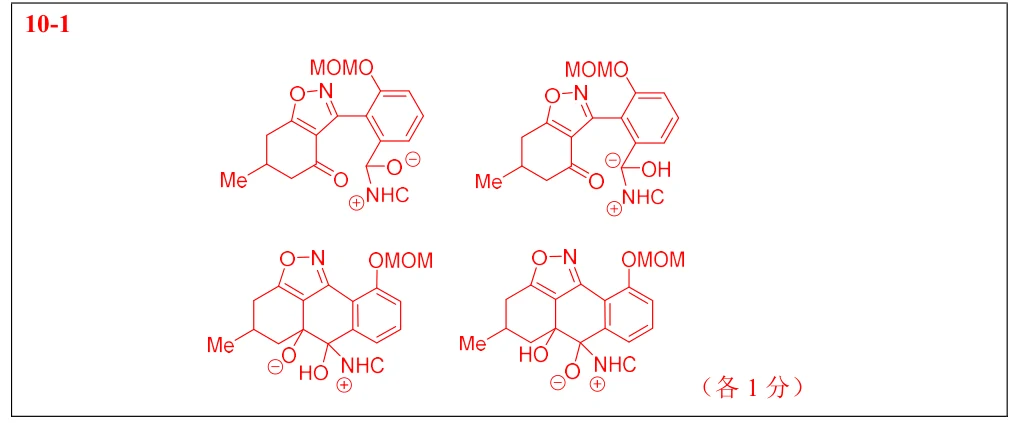 10-1
MOMO
MOMO
O N
O N
O ⊖
⊖ OH
Me
O
Me
O
⊕ NHC
⊕ NHC
O N
OMOM
O N
OMOM
Me
O
⊖
HO
NHC
⊕
Me
HO
O
⊖
NHC
⊕
（各 1 分）